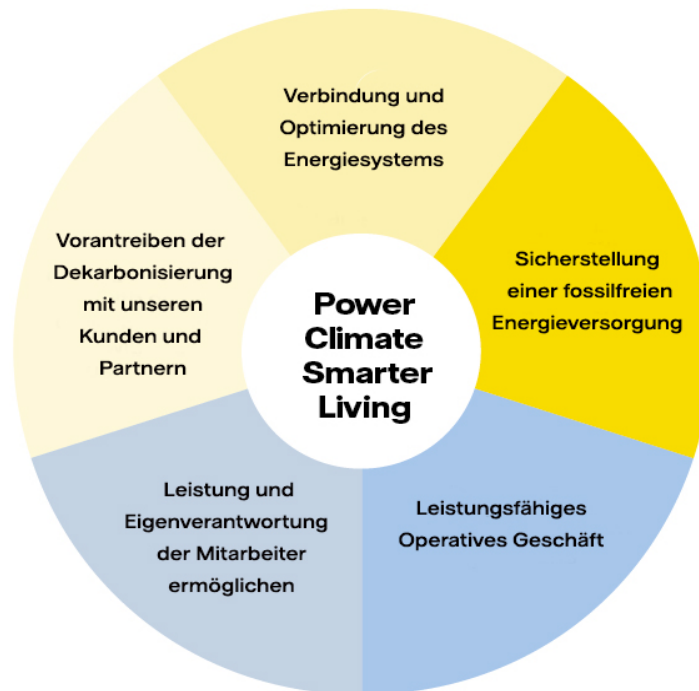 Verbindung und
Optimierung des
Energiesystems
Sicherstellung
einer fossilfreien
Energieversorgung
Leistungsfähiges
Operatives Geschäft
Leistung und
Eigenverantwortung
der Mitarbeiter
ermöglichen
Vorantreiben der
Dekarbonisierung
mit unseren
Kunden und
Partnern
Power
Climate
Smarter
Living